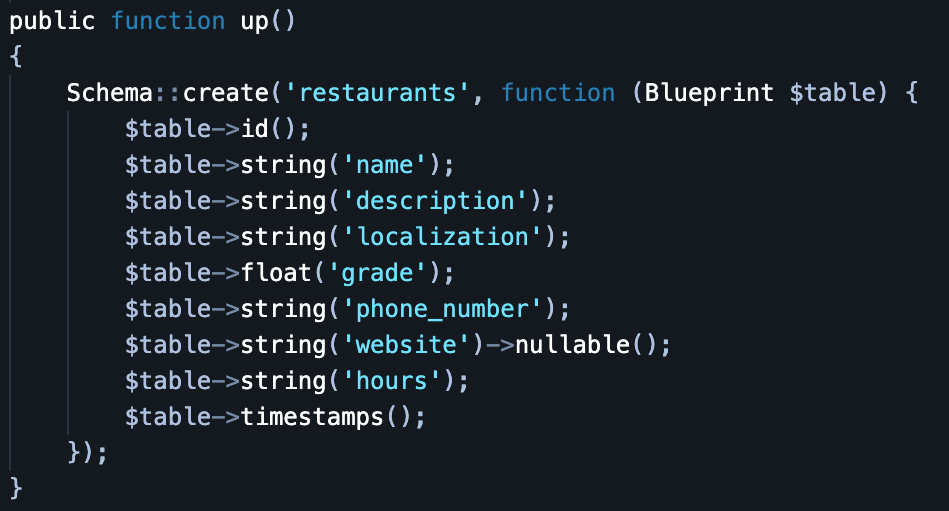 public function up()
{
    Schema::create('restaurants', function (Blueprint $table) {
        $table->id();
        $table->string('name');
        $table->string('description');
        $table->string('localization');
        $table->float('grade');
        $table->string('phone_number');
        $table->string('website')->nullable();
        $table->string('hours');
        $table->timestamps();
    });
}